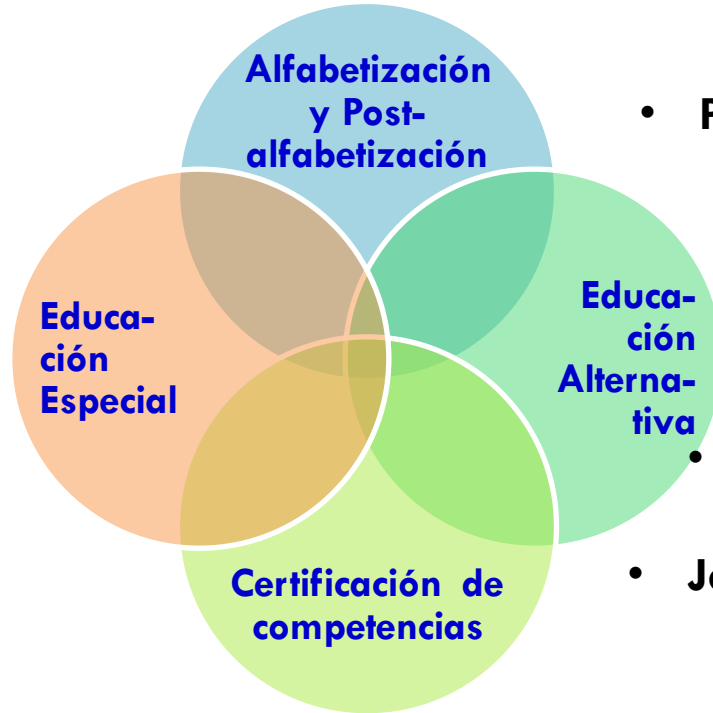 Alfabetización
y Post-
alfabetización
Educa-
ción
Especial
Educa-
ción
Alterna-
tiva
Certificación de
competencias